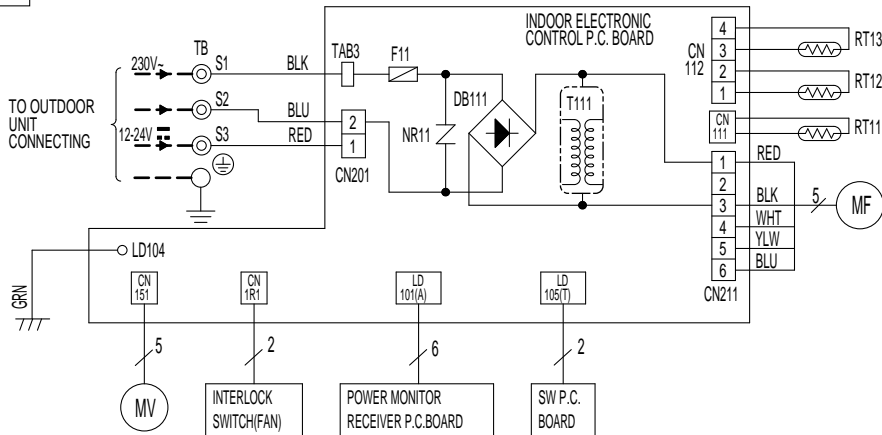 INDOOR ELECTRONIC
CONTROL P.C. BOARD
TB
230V~
S1
BLK
TAB3
F11
TO OUTDOOR
UNIT
CONNECTING
S2
BLU
2
12-24V
S3
RED
1
CN201
NR11
DB111
T111
CN
112
4
3
2
1
RT13
RT12
CN
111
RT11
1
2
3
4
5
6
RED
BLK
WHT
YLW
BLU
5
MF
CN211
LD104
GRN
CN
151
CN
1R1
LD
101(A)
LD
105(T)
5
2
6
2
MV
INTERLOCK
SWITCH(FAN)
POWER MONITOR
RECEIVER P.C.BOARD
SW P.C.
BOARD